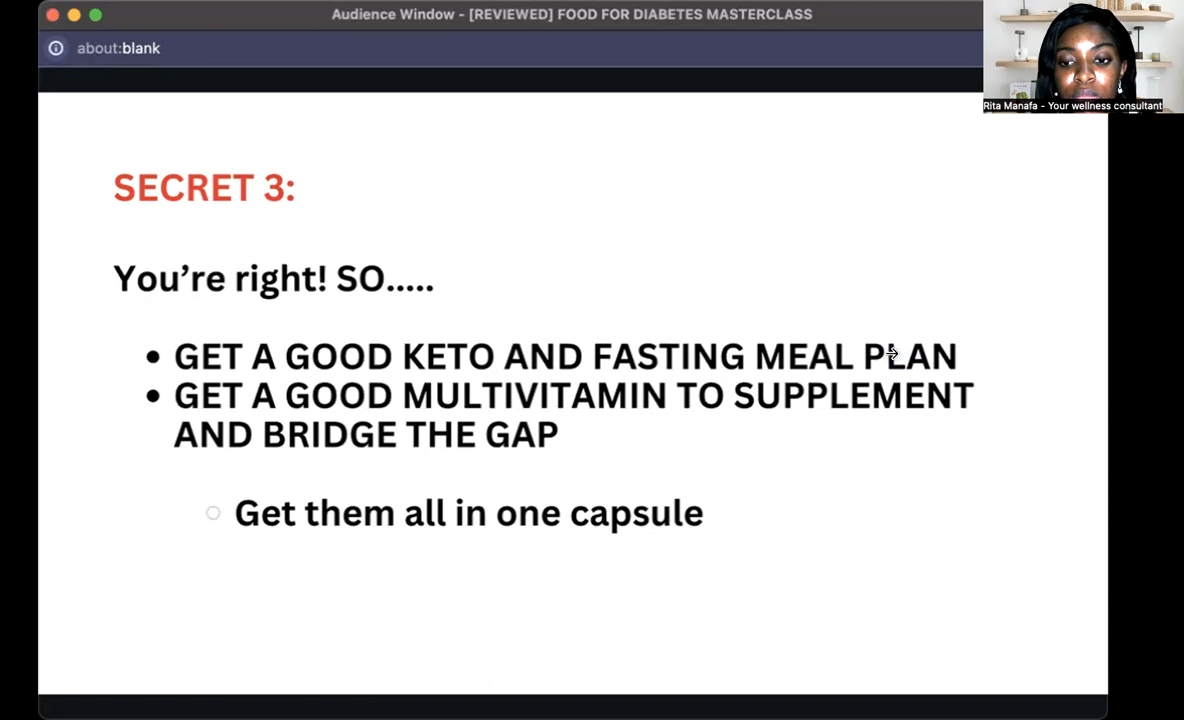 Audience Window - [REVIEWED] FOOD FOR DIABETES MASTERCLASS
about:blank
Rita Manafa - Your wellness consultant
SECRET 3:
You’re right! SO.....
• GET A GOOD KETO AND FASTING MEAL PLAN
• GET A GOOD MULTIVITAMIN TO SUPPLEMENT
AND BRIDGE THE GAP
○ Get them all in one capsule